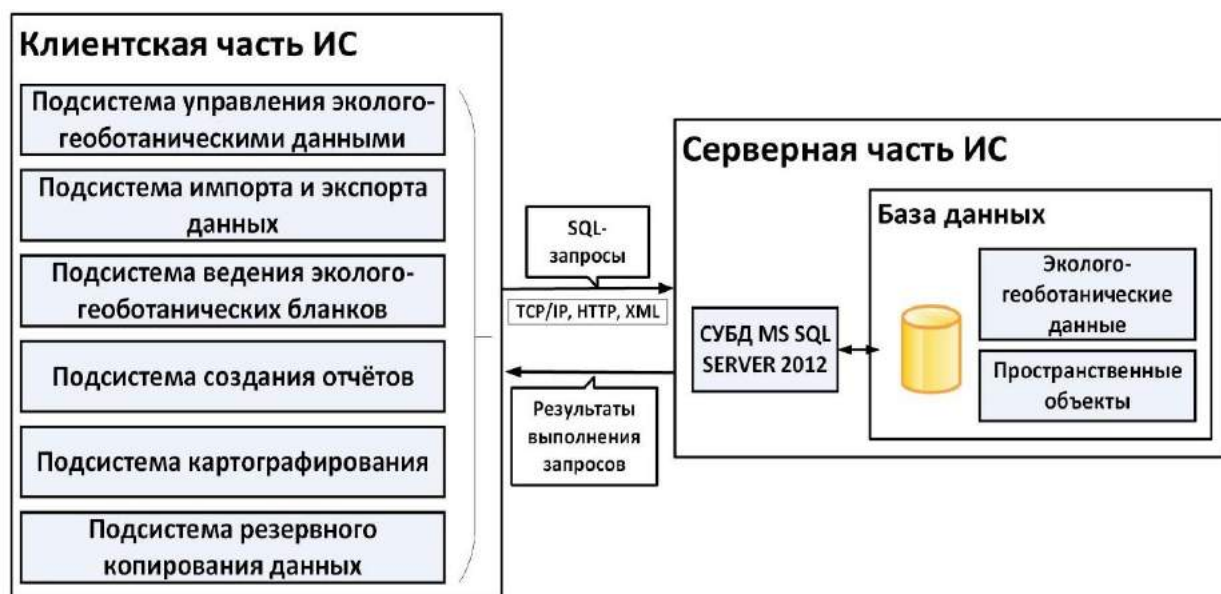 Клиентская часть ИС
Подсистема управления эколого-
геоботаническими данными
Подсистема импорта и экспорта
данных
Подсистема ведения эколого-
геоботанических бланков
Подсистема создания отчётов
Подсистема картографирования
Подсистема резервного
копирования данных
SQL-
запросы
TCP/IP, HTTP, XML
Результаты
выполнения
запросов
Серверная часть ИС
СУБД MS SQL
SERVER 2012
База данных
Эколого-
геоботанические
данные
Пространственные
объекты